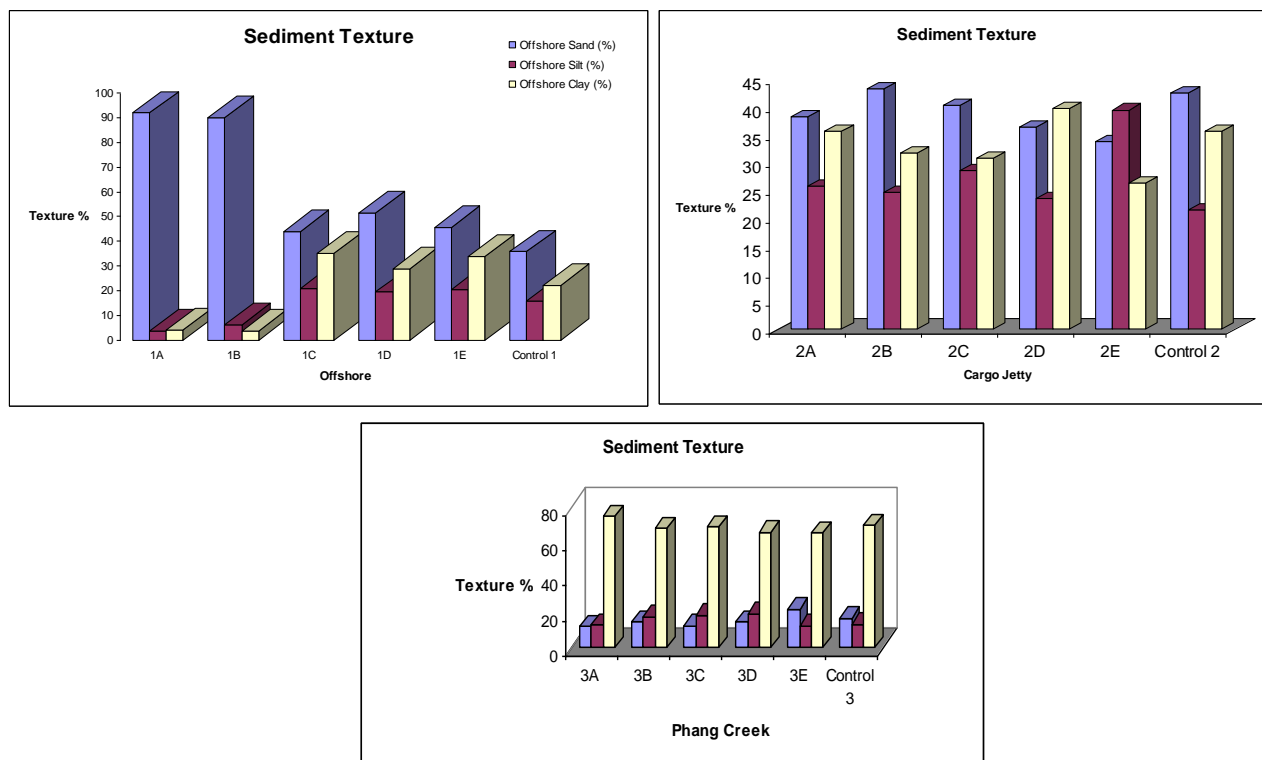 Sediment Texture
Offshore Sand (%)
Offshore Silt (%)
Offshore Clay (%)
100
90
80
70
60
50
40
30
20
10
0
Texture %
1A 1B 1C 1D 1E Control 1
Offshore
Sediment Texture
45
40
35
30
25
20
15
10
5
0
Texture %
2A 2B 2C 2D 2E Control 2
Cargo Jetty
Sediment Texture
80
60
40
20
0
Texture %
3A 3B 3C 3D 3E Control
3
Phang Creek